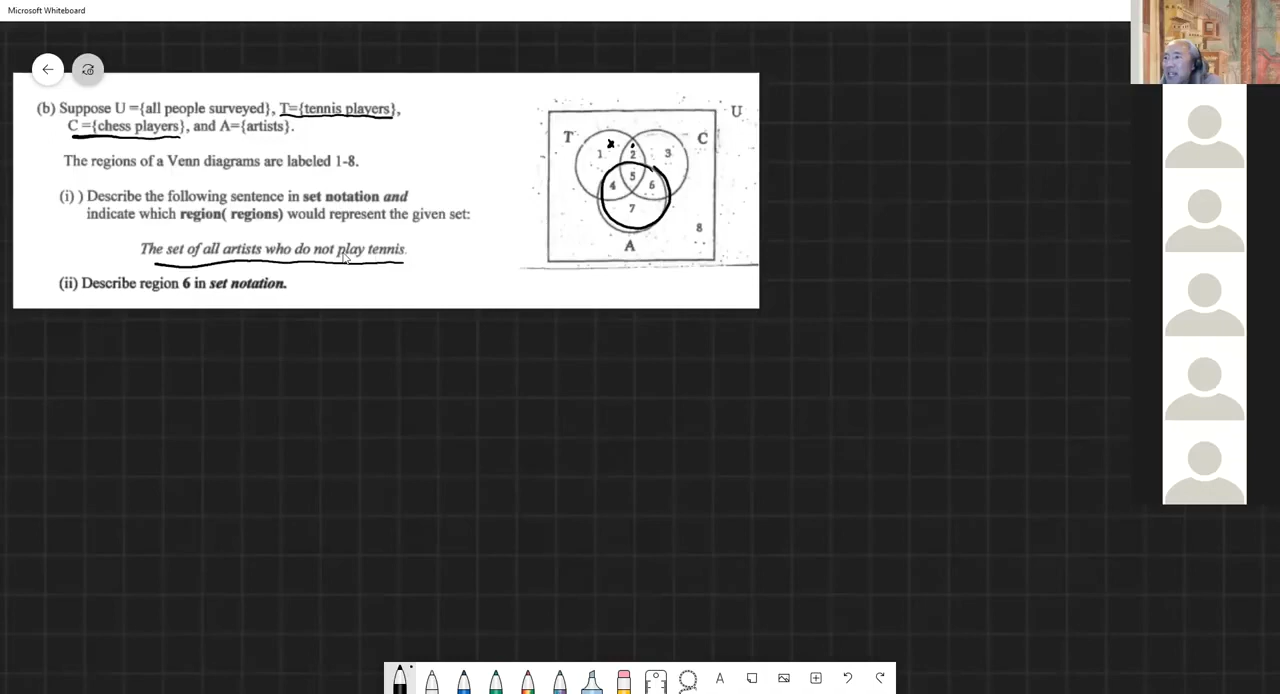 Microsoft Whiteboard
(b) Suppose U ={all people surveyed}, T={tennis players},
C ={chess players}, and A={artists}.
The regions of a Venn diagrams are labeled 1-8.
(i) ) Describe the following sentence in set notation and
indicate which region( regions) would represent the given set:
The set of all artists who do not play tennis.
(ii) Describe region 6 in set notation.
U
T
C
1
2
3
5
4
6
7
8
A
A